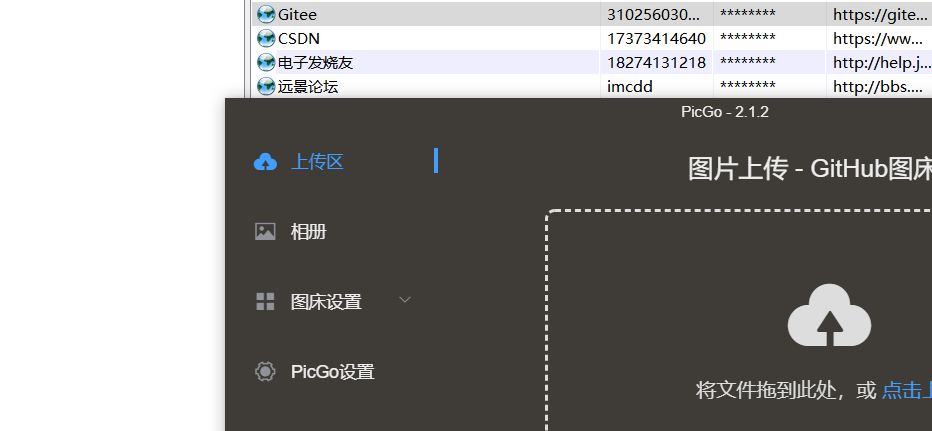 Gitee 310256030... ******** https://gite...
CSDN 17373414640 ******** https://ww...
电子发烧友 18274131218 ******** http://help.j...
远景论坛 imcdd ******** http://bbs....
PicGo - 2.1.2
上传区
图片上传 - GitHub图床
相册
图床设置
PicGo设置
将文件拖到此处，或 点击上